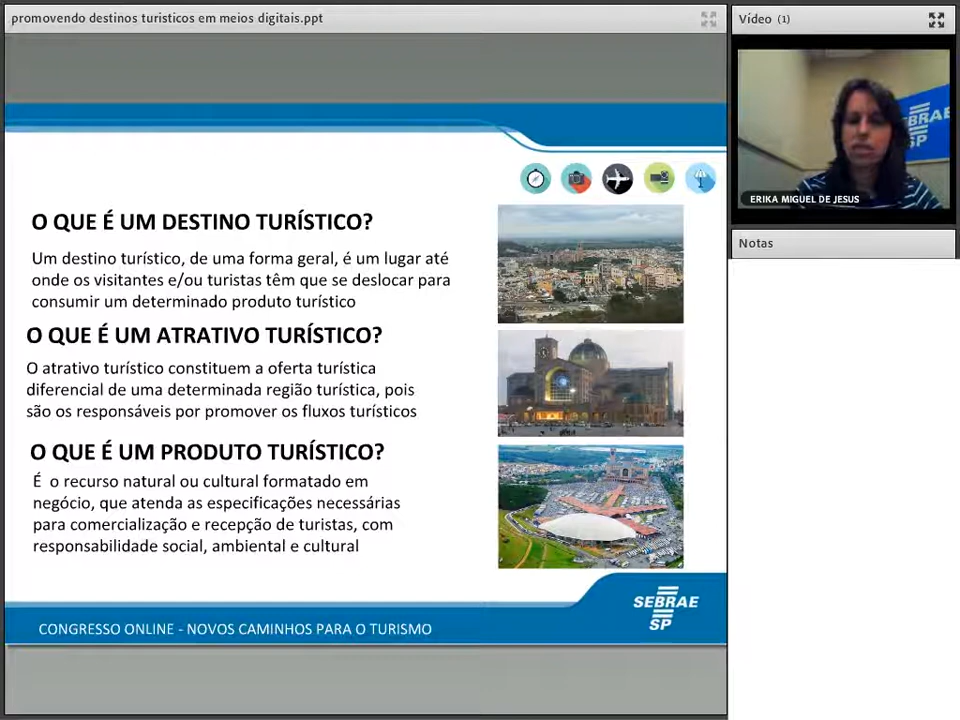 promovendo destinos turisticos em meios digitais.ppt
Vídeo (1)
SEBRAE
SP
ERIKA MIGUEL DE JESUS
Notas
O QUE É UM DESTINO TURÍSTICO?
Um destino turístico, de uma forma geral, é um lugar até
onde os visitantes e/ou turistas têm que se deslocar para
consumir um determinado produto turístico
O QUE É UM ATRATIVO TURÍSTICO?
O atrativo turístico constituem a oferta turística
diferencial de uma determinada região turística, pois
são os responsáveis por promover os fluxos turísticos
O QUE É UM PRODUTO TURÍSTICO?
É o recurso natural ou cultural formatado em
negócio, que atenda as especificações necessárias
para comercialização e recepção de turistas, com
responsabilidade social, ambiental e cultural
SEBRAE
SP
CONGRESSO ONLINE - NOVOS CAMINHOS PARA O TURISMO